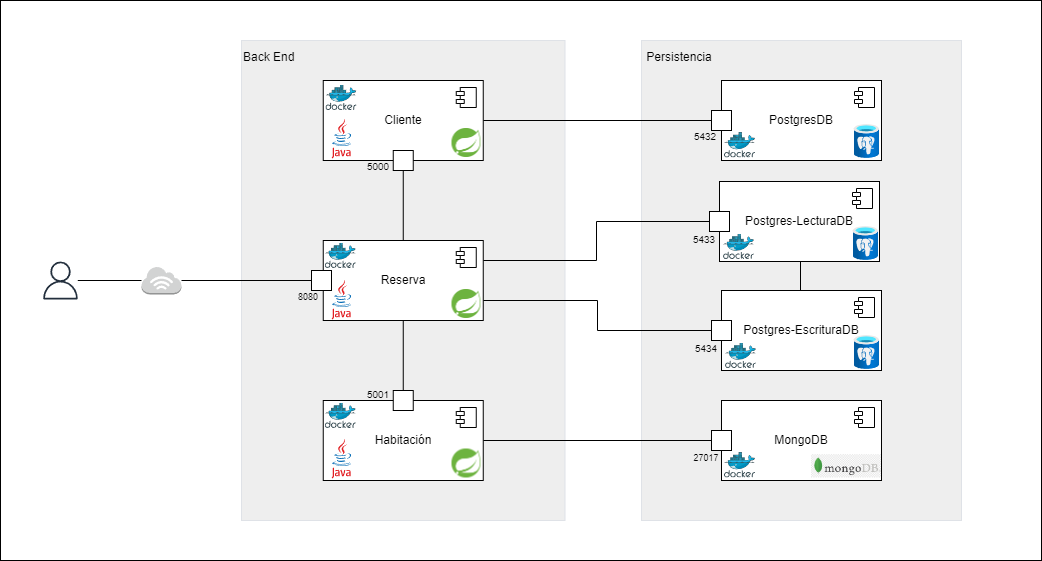 Back End
Persistencia
docker
Cliente
Java
5000
5432
PostgresDB
docker
5433
Postgres-LecturaDB
docker
docker
Reserva
8080
Java
5434
Postgres-EscrituraDB
docker
5001
docker
Habitación
Java
27017
MongoDB
docker
mongoDB